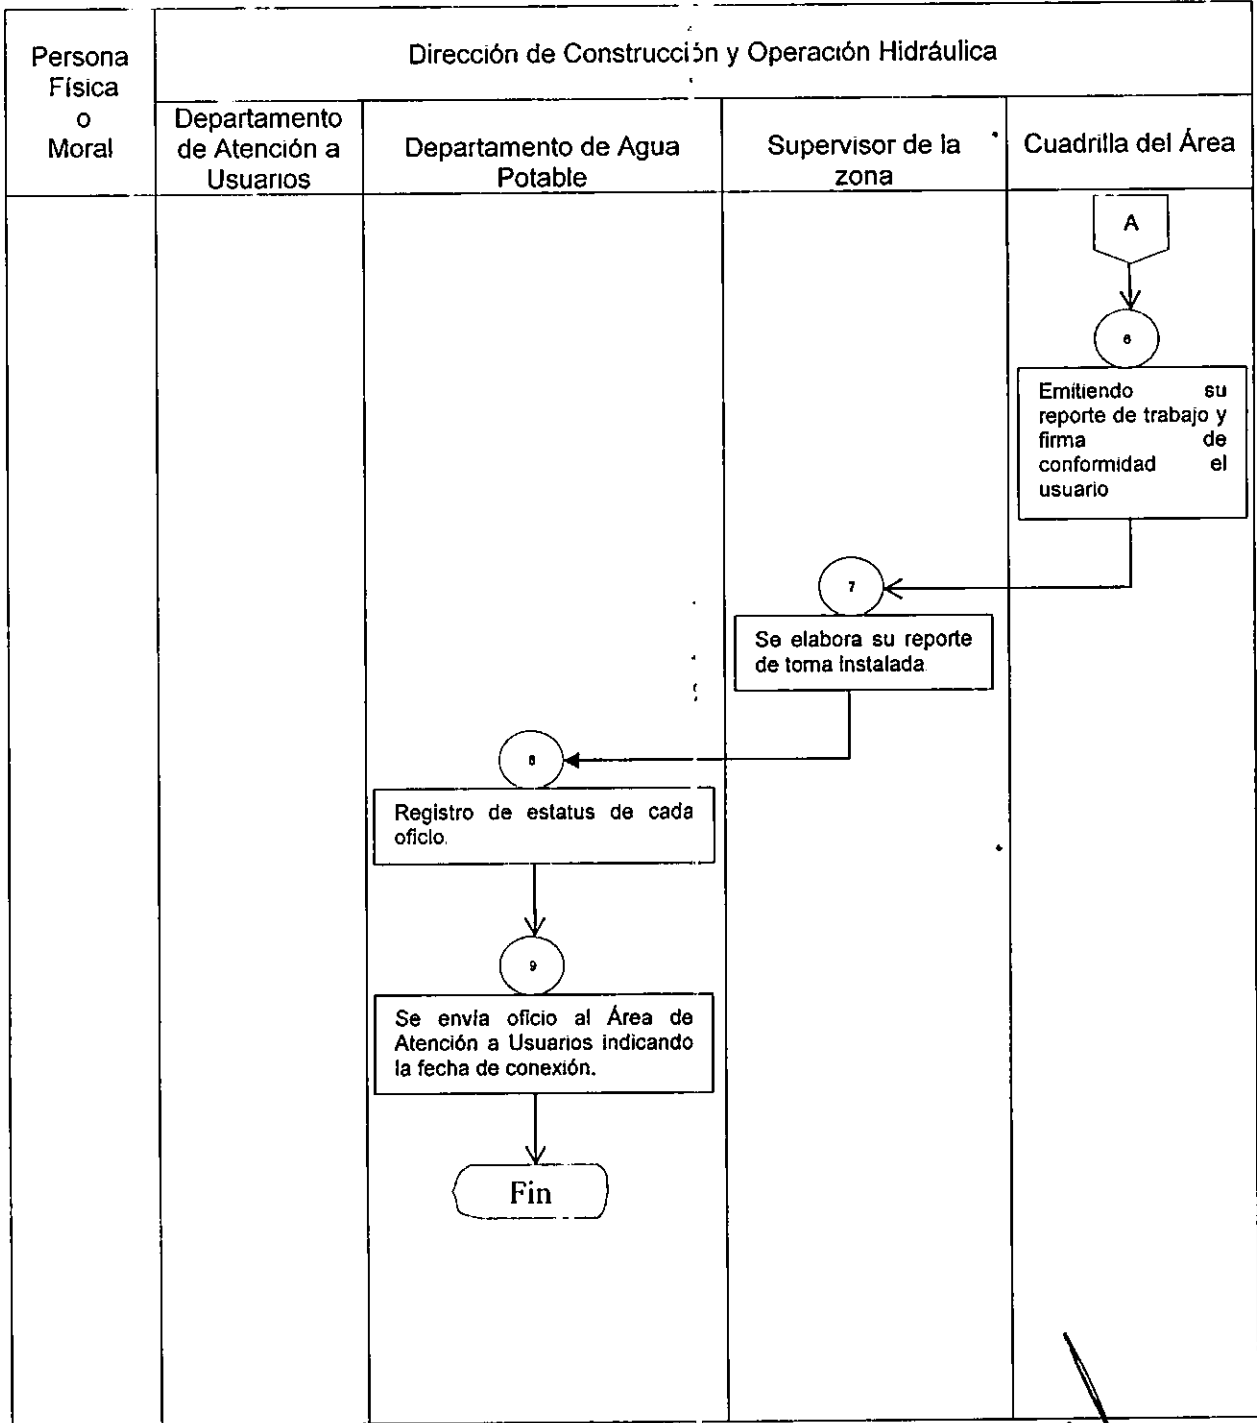 Persona
Física
o
Moral
Dirección de Construcción y Operación Hidráulica
Departamento
de Atención a
Usuarios
Departamento de Agua
Potable
Supervisor de la
zona
Cuadrilla del Área
A
6
Emitiendo su
reporte de trabajo y
firma de
conformidad el
usuario
7
Se elabora su reporte
de toma instalada
8
Registro de estatus de cada
oficio.
9
Se envía oficio al Área de
Atención a Usuarios indicando
la fecha de conexión.
Fin